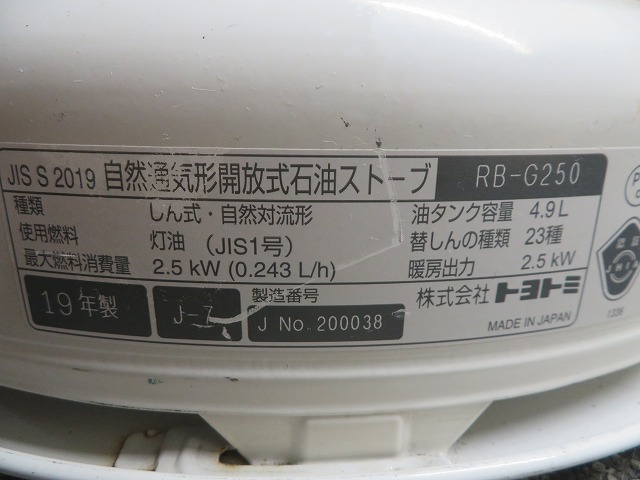 JIS S 2019 自然通気形開放式石油ストーブ RB-G250
種類 しん式・自然対流形 油タンク容量 4.9L
使用燃料 灯油 (JIS1号) 替しんの種類 23種
最大燃料消費量 2.5 kW (0.243 L/h) 暖房出力 2.5 kW
19年製 J-7 製造番号 株式会社 トヨトミ
J No. 200038 MADE IN JAPAN